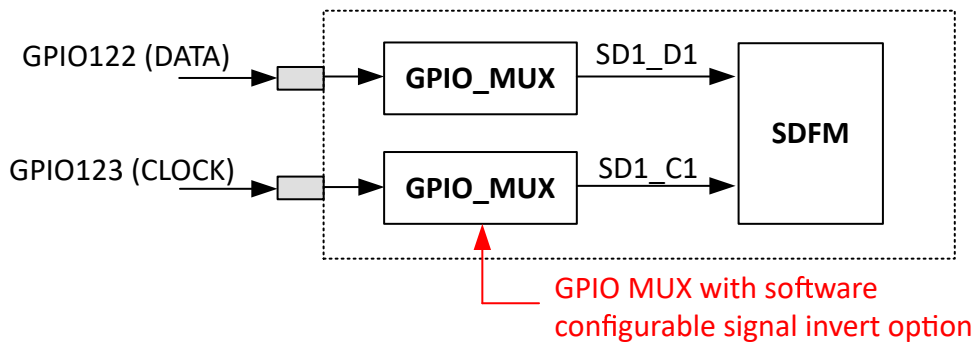 GPIO122 (DATA)
GPIO_MUX
SD1_D1
SDFM
GPIO123 (CLOCK)
GPIO_MUX
SD1_C1
GPIO MUX with software
configurable signal invert option